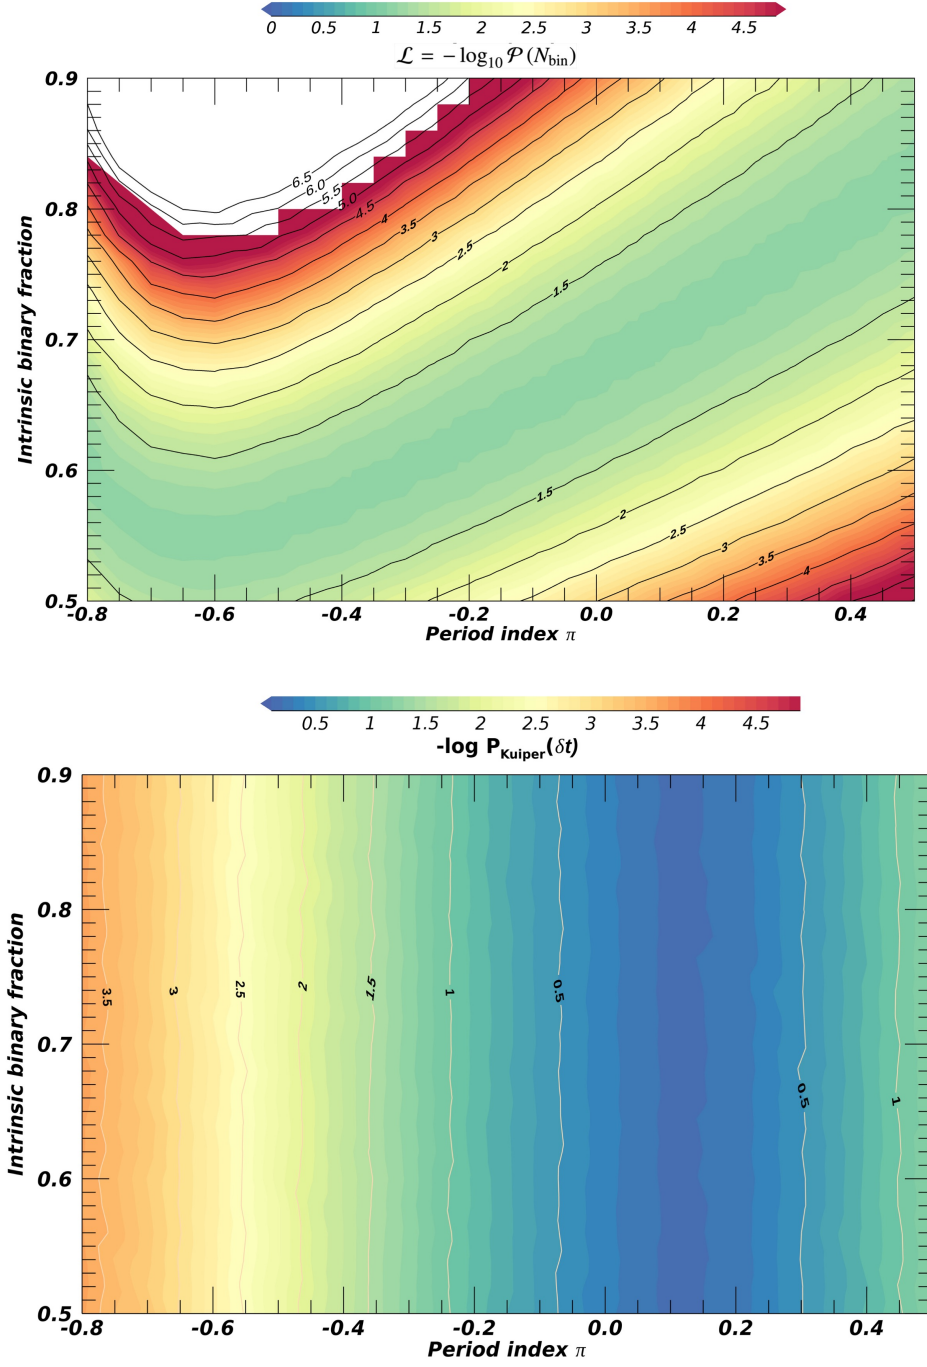 0 0.5 1 1.5 2 2.5 3 3.5 4 4.5
ℒ = − log₁₀ 𝒫 (N_bin)
0.9
0.8
0.7
0.6
0.5
Intrinsic binary fraction
6.5
6.0
5.5
5.0
4.5
4
3.5
3
2.5
2
1.5
1.5
2
2.5
3
3.5
4
-0.8 -0.6 -0.4 -0.2 0.0 0.2 0.4
Period index π
0.5 1 1.5 2 2.5 3 3.5 4 4.5
-log P_Kuiper(δt)
0.9
0.8
0.7
0.6
0.5
Intrinsic binary fraction
3.5 3 2.5 2 1.5 1 0.5 0.5 1
-0.8 -0.6 -0.4 -0.2 0.0 0.2 0.4
Period index π